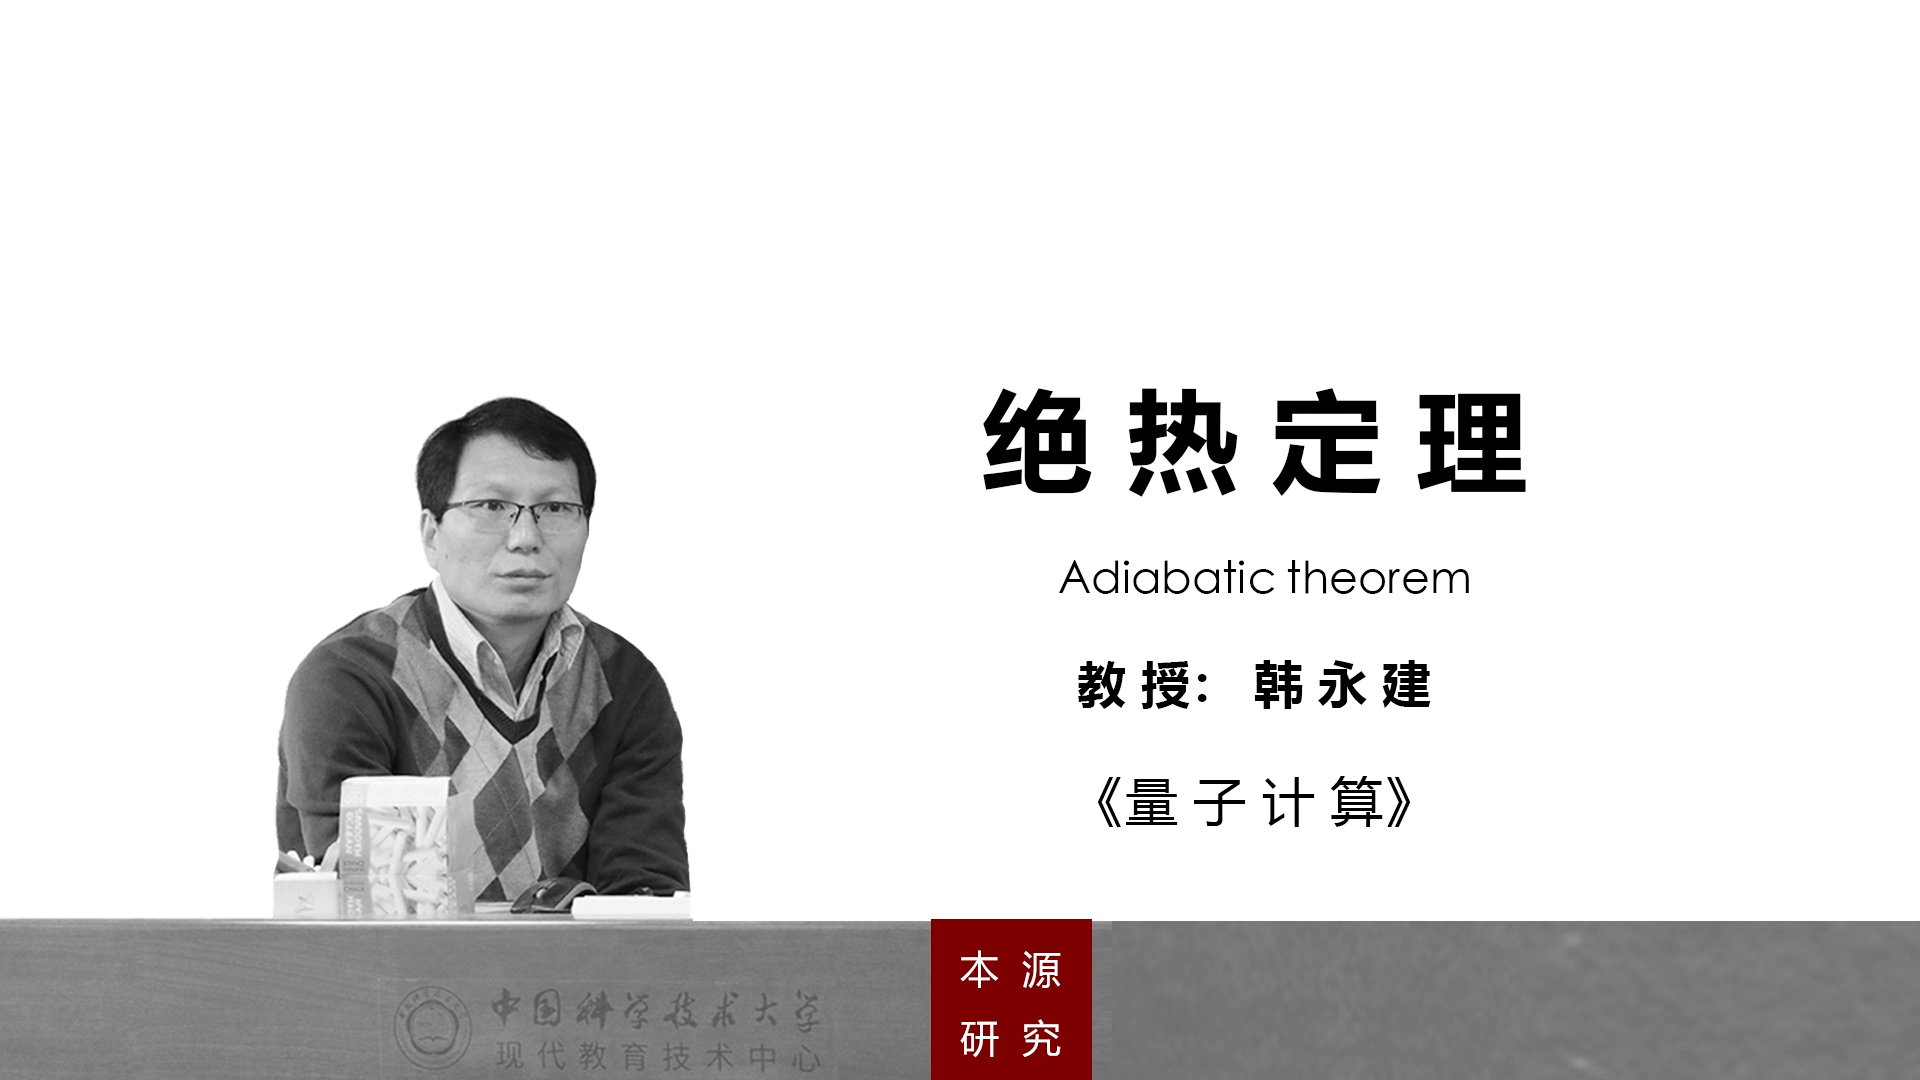 绝热定理
Adiabatic theorem
教授：韩永建
《量子计算》
本源
研究
中国科学技术大学
现代教育技术中心